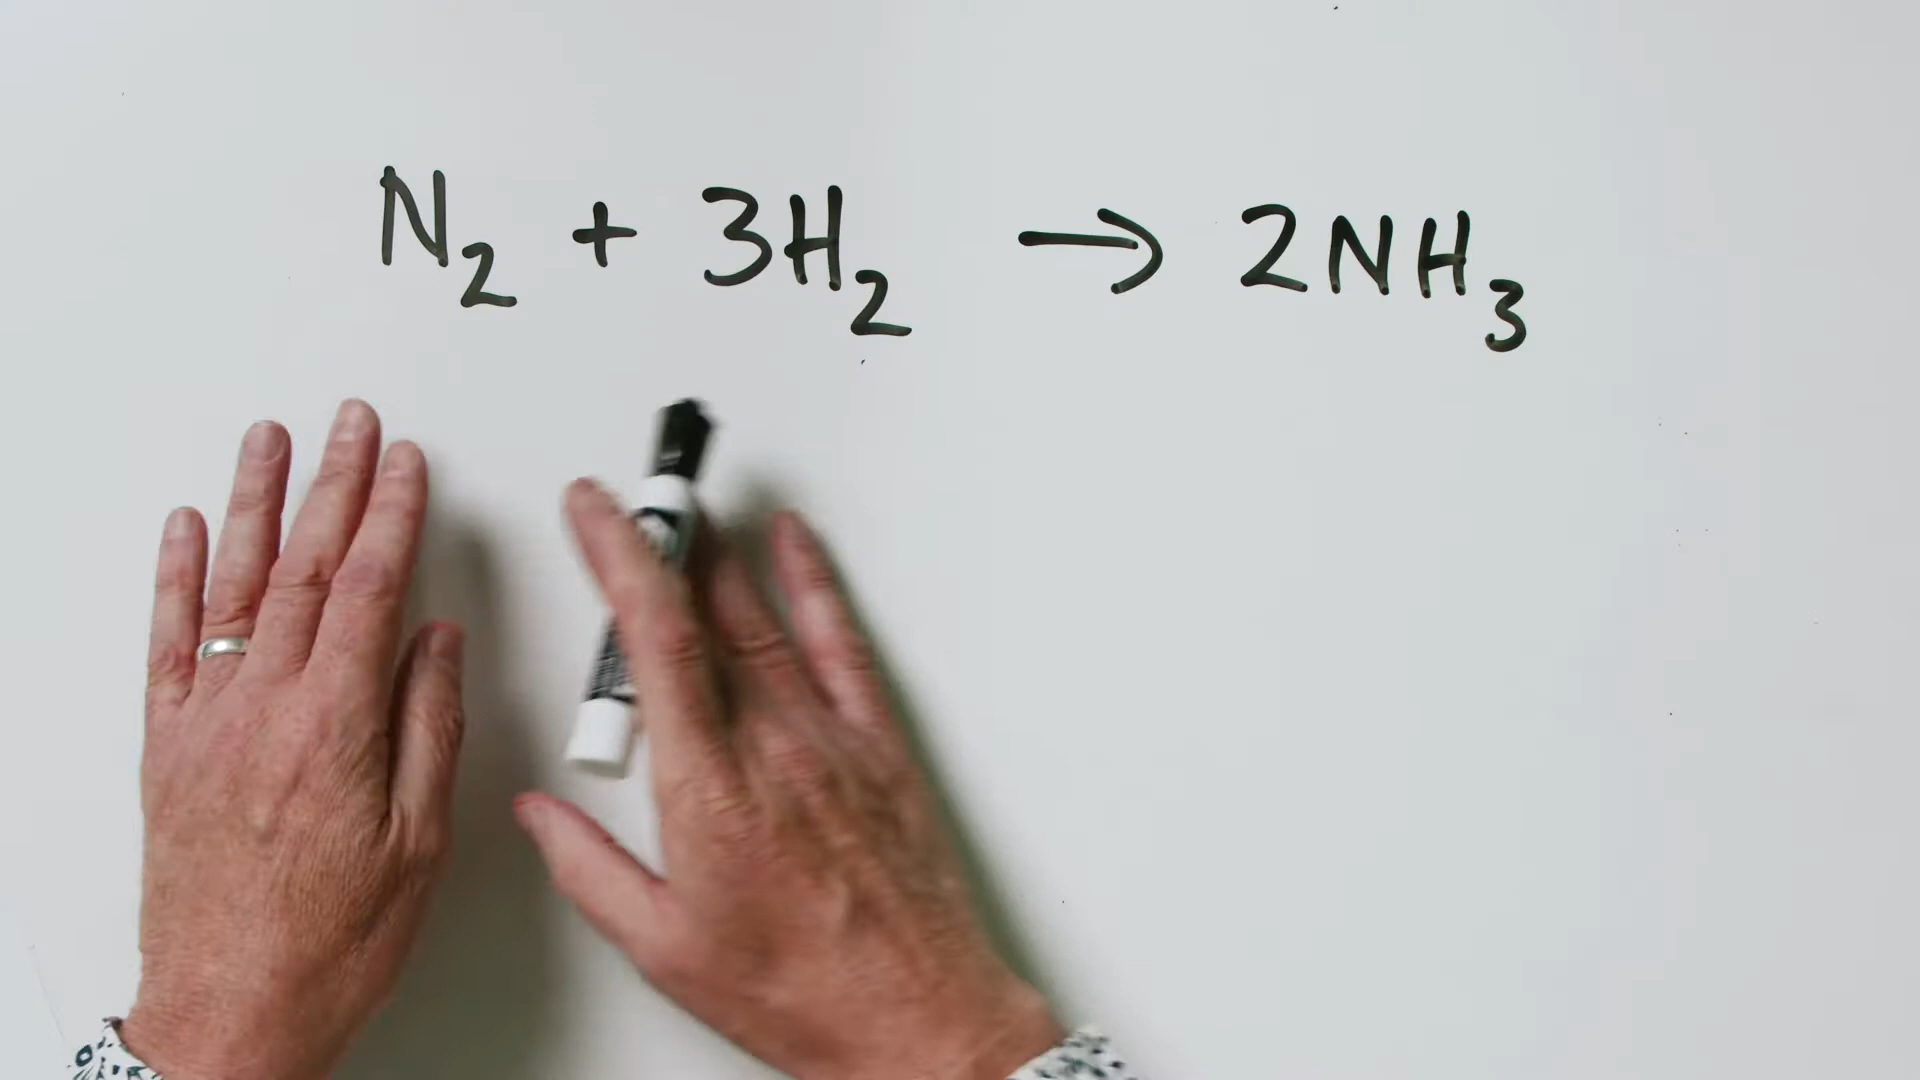 N₂ + 3H₂ → 2NH₃